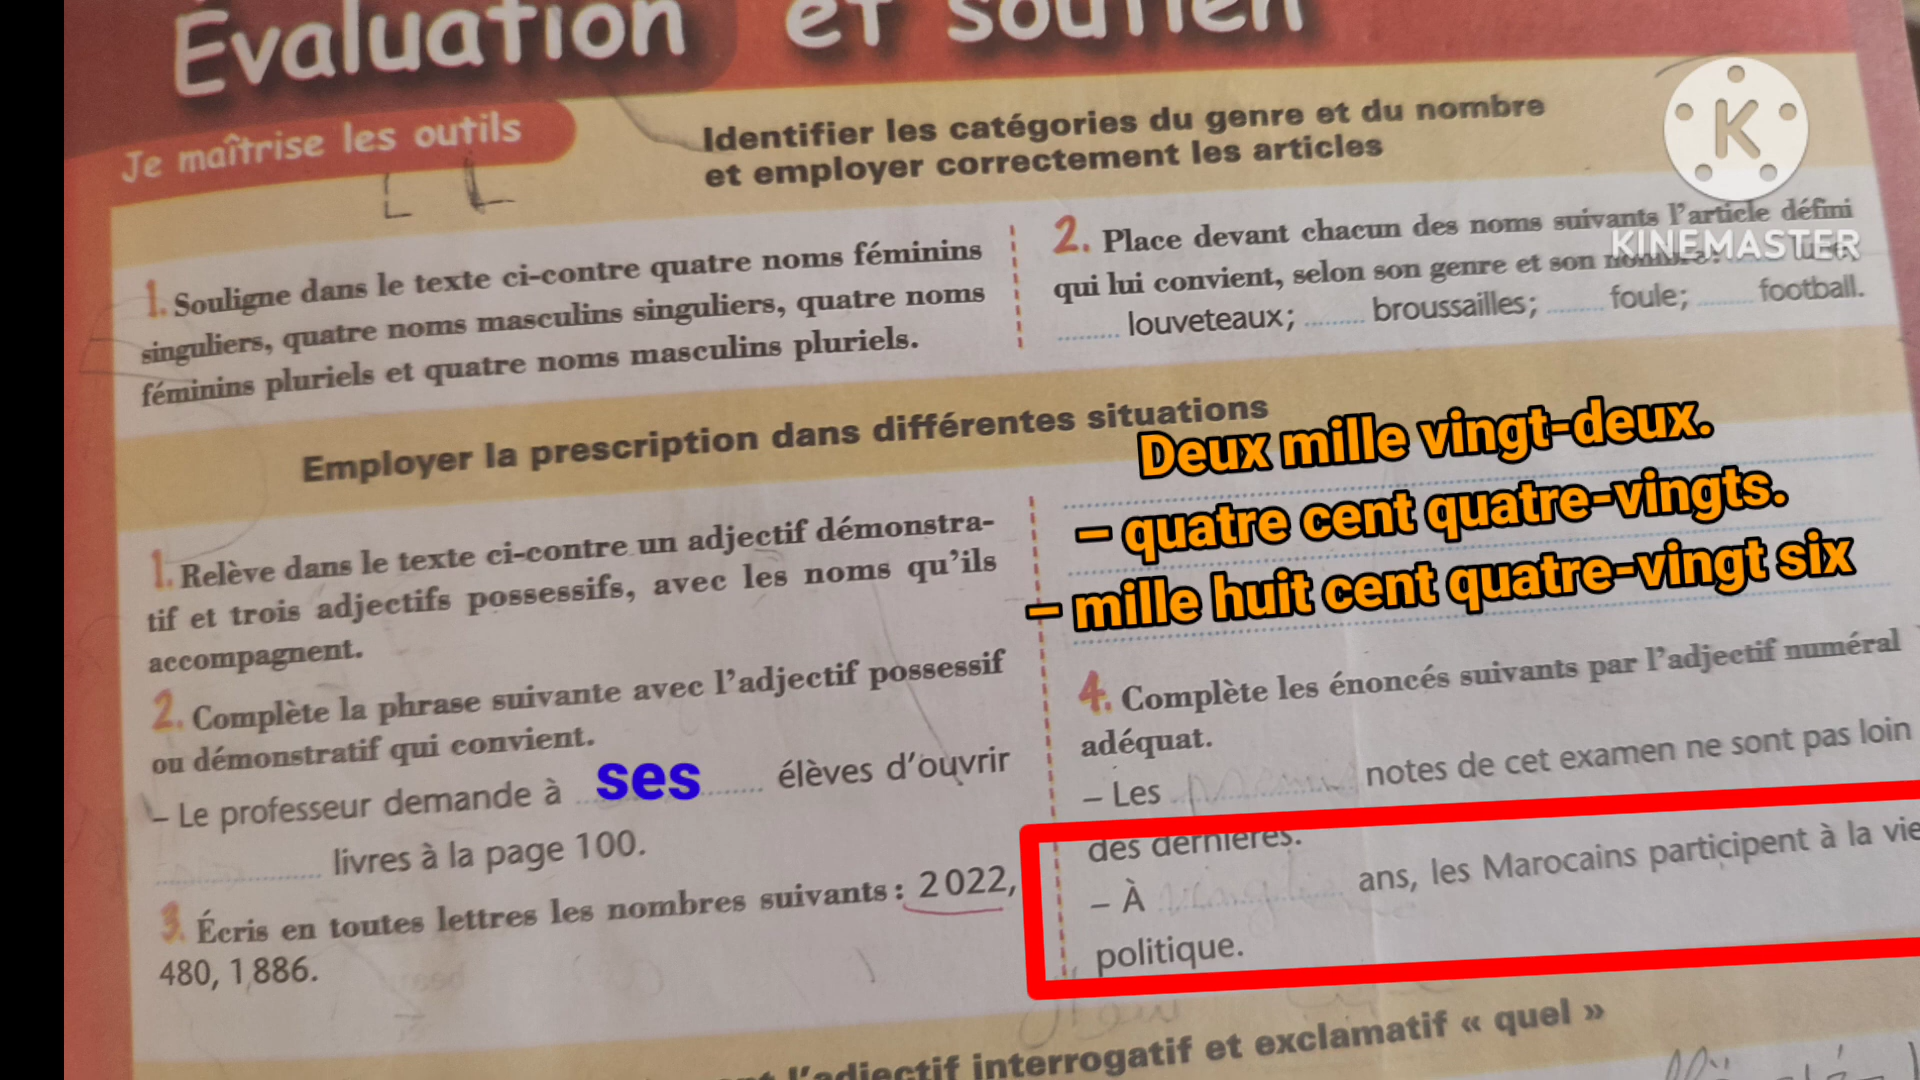 Évaluation et soutien
Je maîtrise les outils
Identifier les catégories du genre et du nombre
et employer correctement les articles
K
KINEMASTER
1. Souligne dans le texte ci-contre quatre noms féminins
singuliers, quatre noms masculins singuliers, quatre noms
féminins pluriels et quatre noms masculins pluriels.
2. Place devant chacun des noms suivants l'article défini
qui lui convient, selon son genre et son
......... louveteaux; ......... broussailles; ......... foule; ......... football.
Employer la prescription dans différentes situations
1. Relève dans le texte ci-contre un adjectif démonstra-
tif et trois adjectifs possessifs, avec les noms qu'ils
accompagnent.
2. Complète la phrase suivante avec l'adjectif possessif
ou démonstratif qui convient.
– Le professeur demande à ses ......... élèves d'ouvrir
......... livres à la page 100.
3. Écris en toutes lettres les nombres suivants : 2 022,
480, 1 886.
Deux mille vingt-deux.
– quatre cent quatre-vingts.
– mille huit cent quatre-vingt six
4. Complète les énoncés suivants par l'adjectif numéral
adéquat.
– Les ......... notes de cet examen ne sont pas loin
des dernières.
– À ......... ans, les Marocains participent à la vie
politique.
l'adjectif interrogatif et exclamatif « quel »